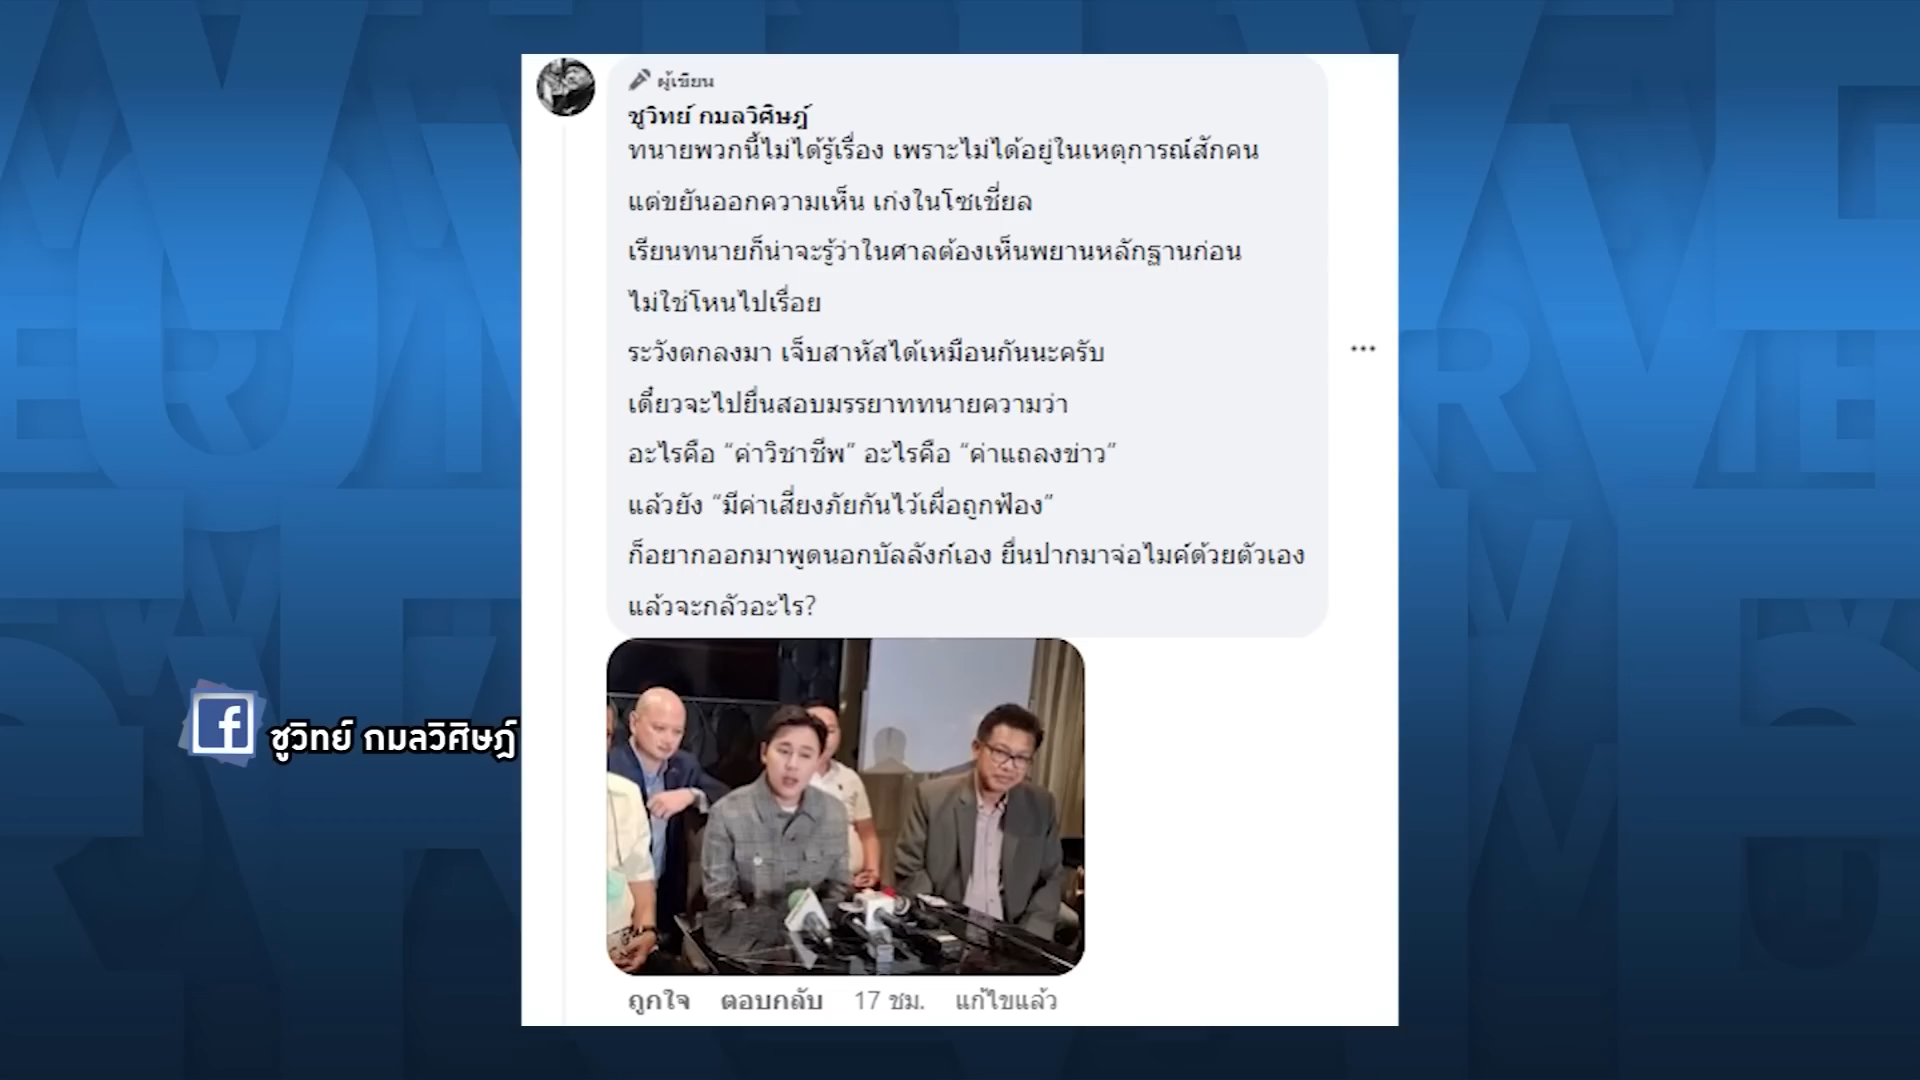 ผู้เขียน
ชูวิทย์ กมลวิศิษฎ์
ทนายพวกนี้ไม่ได้รู้เรื่อง เพราะไม่ได้อยู่ในเหตุการณ์สักคน
แต่ขยันออกความเห็น เก่งในโซเชี่ยล
เรียนทนายก็น่าจะรู้ว่าในศาลต้องเห็นพยานหลักฐานก่อน
ไม่ใช่โหนไปเรื่อย
ระวังตกลงมา เจ็บสาหัสได้เหมือนกันนะครับ
เดี๋ยวจะไปยื่นสอบมรรยาททนายความว่า
อะไรคือ “ค่าวิชาชีพ” อะไรคือ “ค่าแถลงข่าว”
แล้วยัง “มีค่าเสี่ยงภัยกันไว้เผื่อถูกฟ้อง”
ก็อยากออกมาพูดนอกบัลลังก์เอง ยื่นปากมาจ่อไมค์ด้วยตัวเอง
แล้วจะกลัวอะไร?
f ชูวิทย์ กมลวิศิษฎ์
ถูกใจ ตอบกลับ 17 ชม. แก้ไขแล้ว